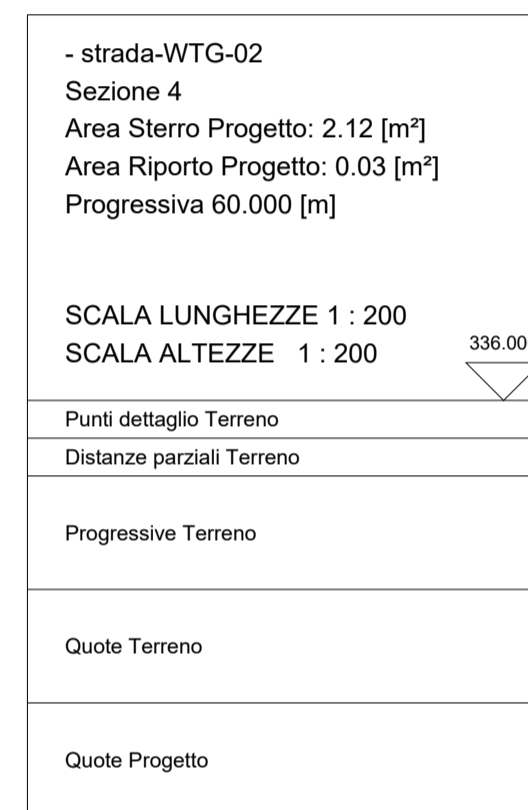 - strada-WTG-02
Sezione 4
Area Sterro Progetto: 2.12 [m²]
Area Riporto Progetto: 0.03 [m²]
Progressiva 60.000 [m]
SCALA LUNGHEZZE 1 : 200
SCALA ALTEZZE 1 : 200
336.00
Punti dettaglio Terreno
Distanze parziali Terreno
Progressive Terreno
Quote Terreno
Quote Progetto